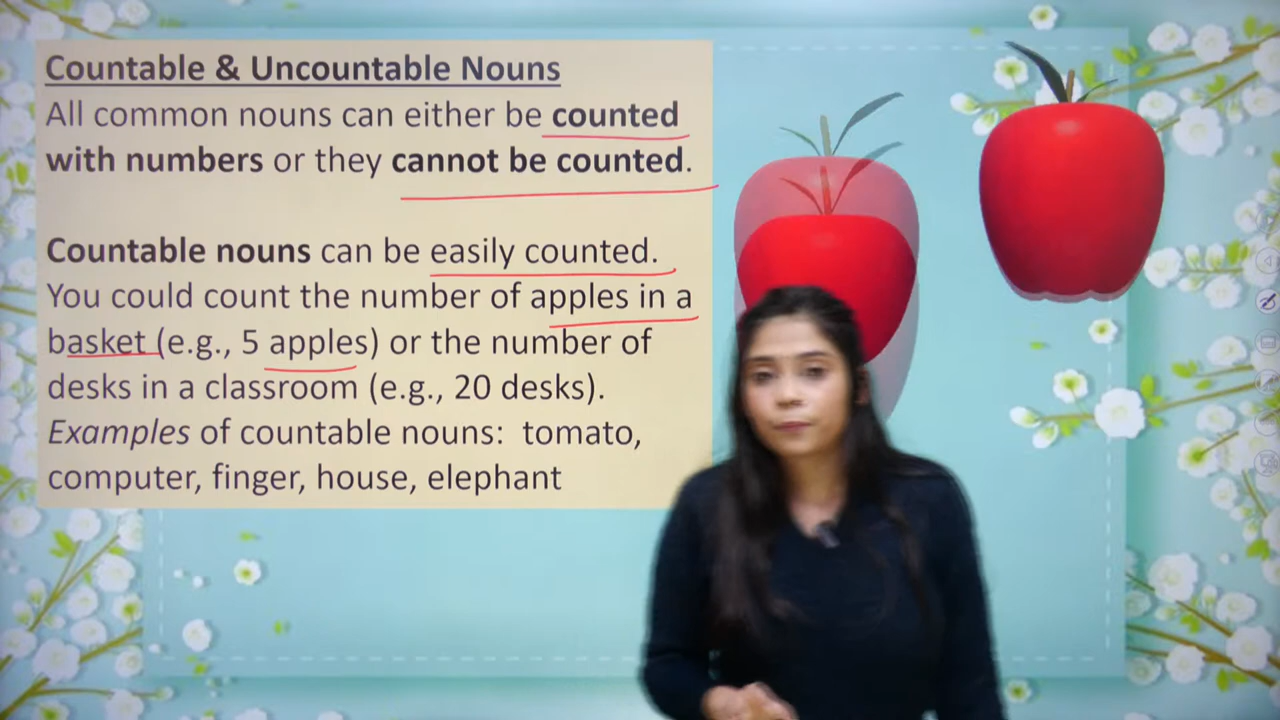 Countable & Uncountable Nouns
All common nouns can either be counted
with numbers or they cannot be counted.
Countable nouns can be easily counted.
You could count the number of apples in a
basket (e.g., 5 apples) or the number of
desks in a classroom (e.g., 20 desks).
Examples of countable nouns:  tomato,
computer, finger, house, elephant